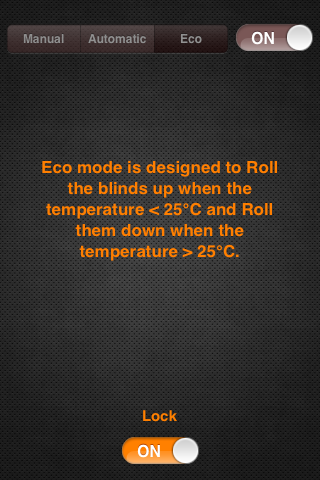 Manual Automatic Eco ON
Eco mode is designed to Roll
the blinds up when the
temperature < 25°C and Roll
them down when the
temperature > 25°C.
Lock
ON